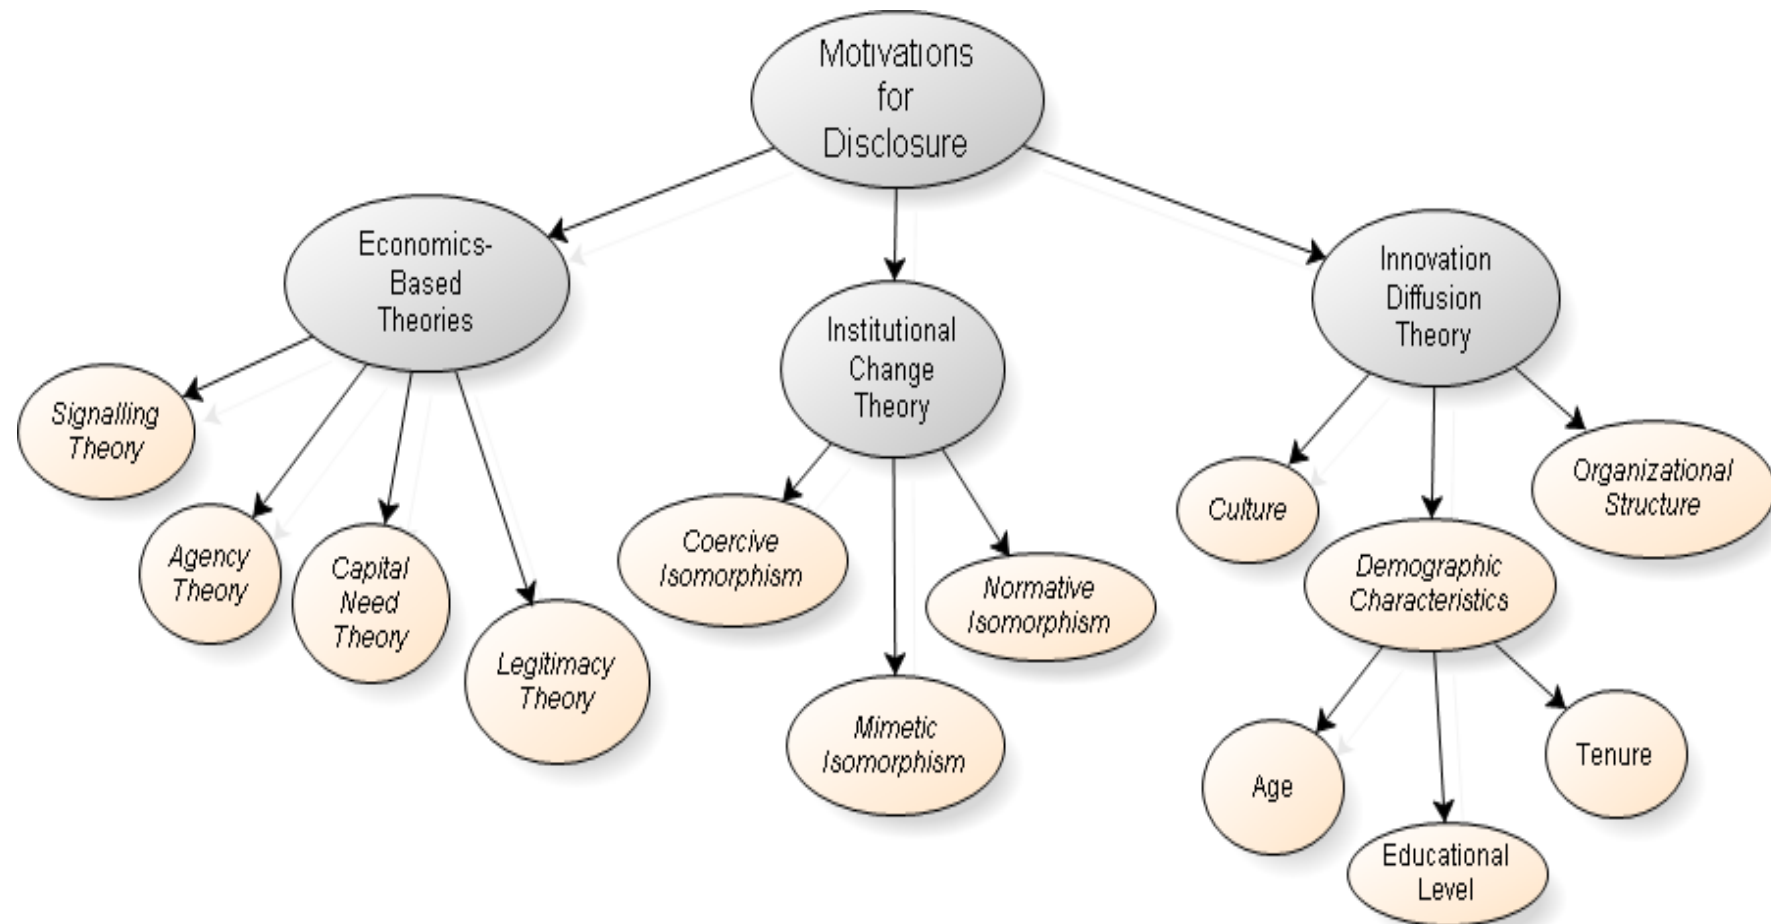 Motivations
for
Disclosure
Economics-
Based
Theories
Institutional
Change
Theory
Innovation
Diffusion
Theory
Signalling
Theory
Agency
Theory
Capital
Need
Theory
Legitimacy
Theory
Coercive
Isomorphism
Mimetic
Isomorphism
Normative
Isomorphism
Culture
Demographic
Characteristics
Organizational
Structure
Age
Educational
Level
Tenure